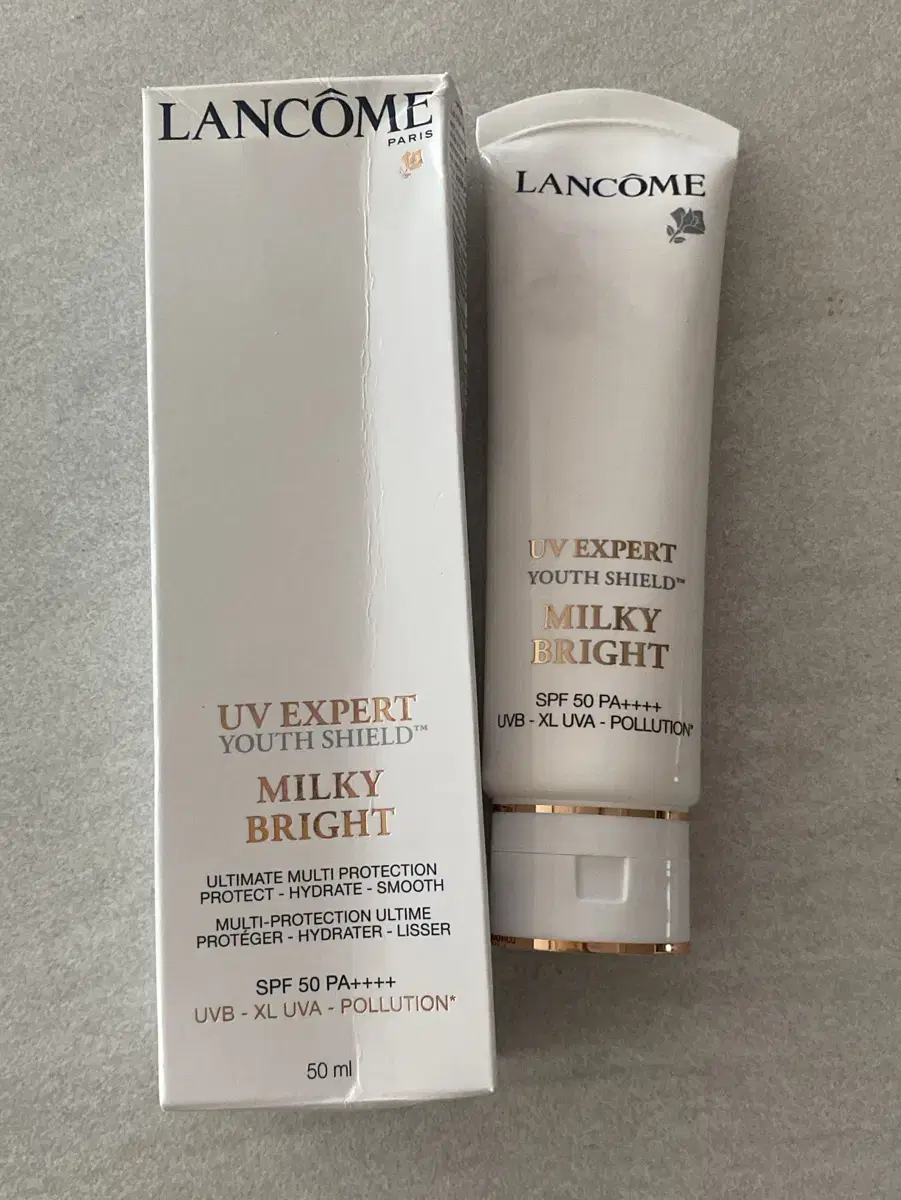 LANCÔME
PARIS
UV EXPERT
YOUTH SHIELD™
MILKY
BRIGHT
ULTIMATE MULTI PROTECTION
PROTECT - HYDRATE - SMOOTH
MULTI-PROTECTION ULTIME
PROTÉGER - HYDRATER - LISSER
SPF 50 PA++++
UVB - XL UVA - POLLUTION*
50 ml
LANCÔME
UV EXPERT
YOUTH SHIELD™
MILKY
BRIGHT
SPF 50 PA++++
UVB - XL UVA - POLLUTION*